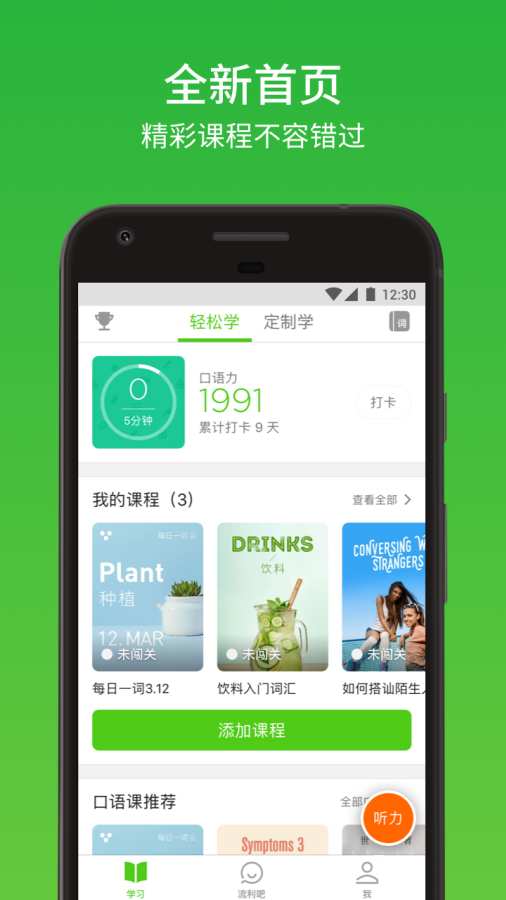 全新首页
精彩课程不容错过
12:30
轻松学
定制学
词
0
5分钟
口语力
1991
累计打卡 9 天
打卡
我的课程（3）
查看全部
每日一词
Plant
种植
12. MAR
未闯关
DRINKS
饮料
未闯关
CONVERSING W
STRANGERS
未闯关
每日一词3.12
饮料入门词汇
如何搭讪陌生
添加课程
口语课推荐
全部
听力
每日一词
Symptoms 3
世
学习
流利吧
我